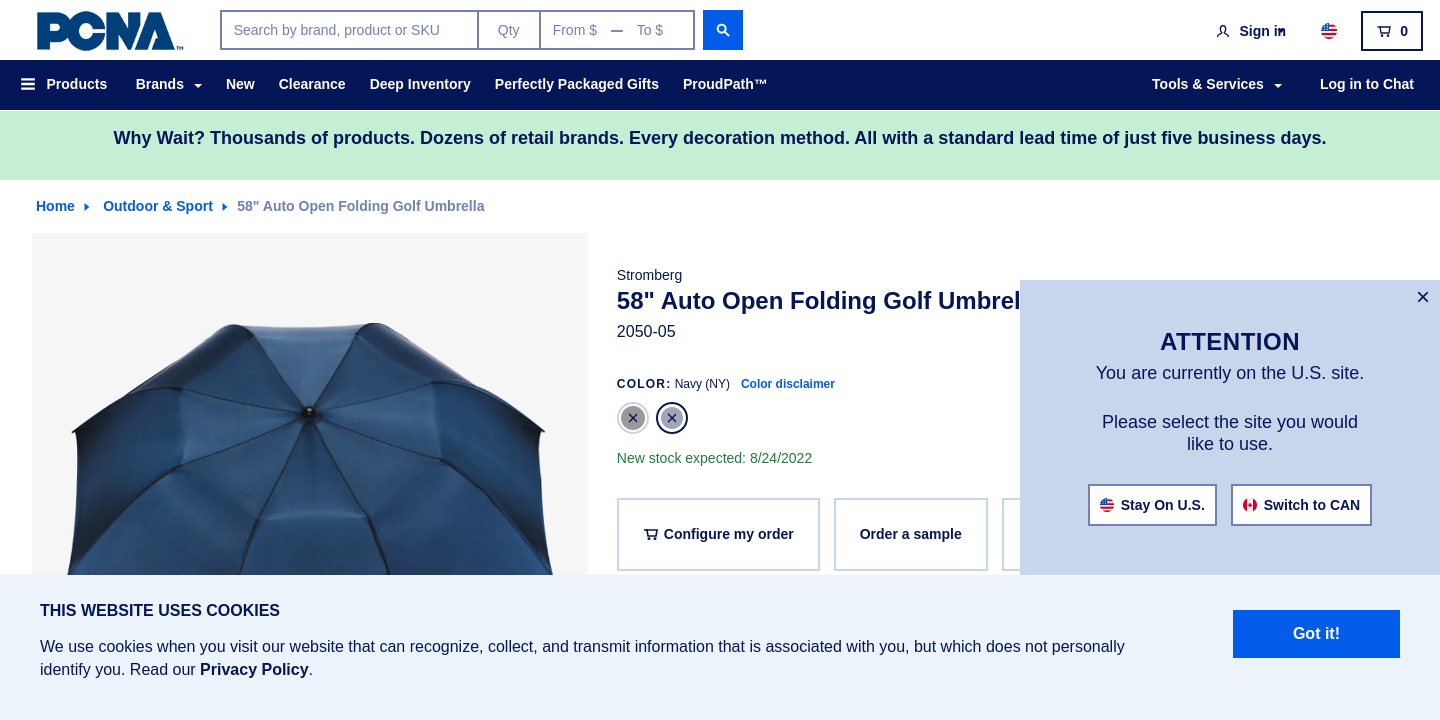 PCNA™
Search by brand, product or SKU
Qty
From $ — To $
Sign in
0
Products
Brands
New
Clearance
Deep Inventory
Perfectly Packaged Gifts
ProudPath™
Tools & Services
Log in to Chat
Why Wait? Thousands of products. Dozens of retail brands. Every decoration method. All with a standard lead time of just five business days.
Home
Outdoor & Sport
58" Auto Open Folding Golf Umbrella
Stromberg
58" Auto Open Folding Golf Umbrel
2050-05
COLOR: Navy (NY) Color disclaimer
New stock expected: 8/24/2022
Configure my order
Order a sample
ATTENTION
You are currently on the U.S. site.
Please select the site you would
like to use.
Stay On U.S.
Switch to CAN
THIS WEBSITE USES COOKIES
We use cookies when you visit our website that can recognize, collect, and transmit information that is associated with you, but which does not personally
identify you. Read our Privacy Policy.
Got it!